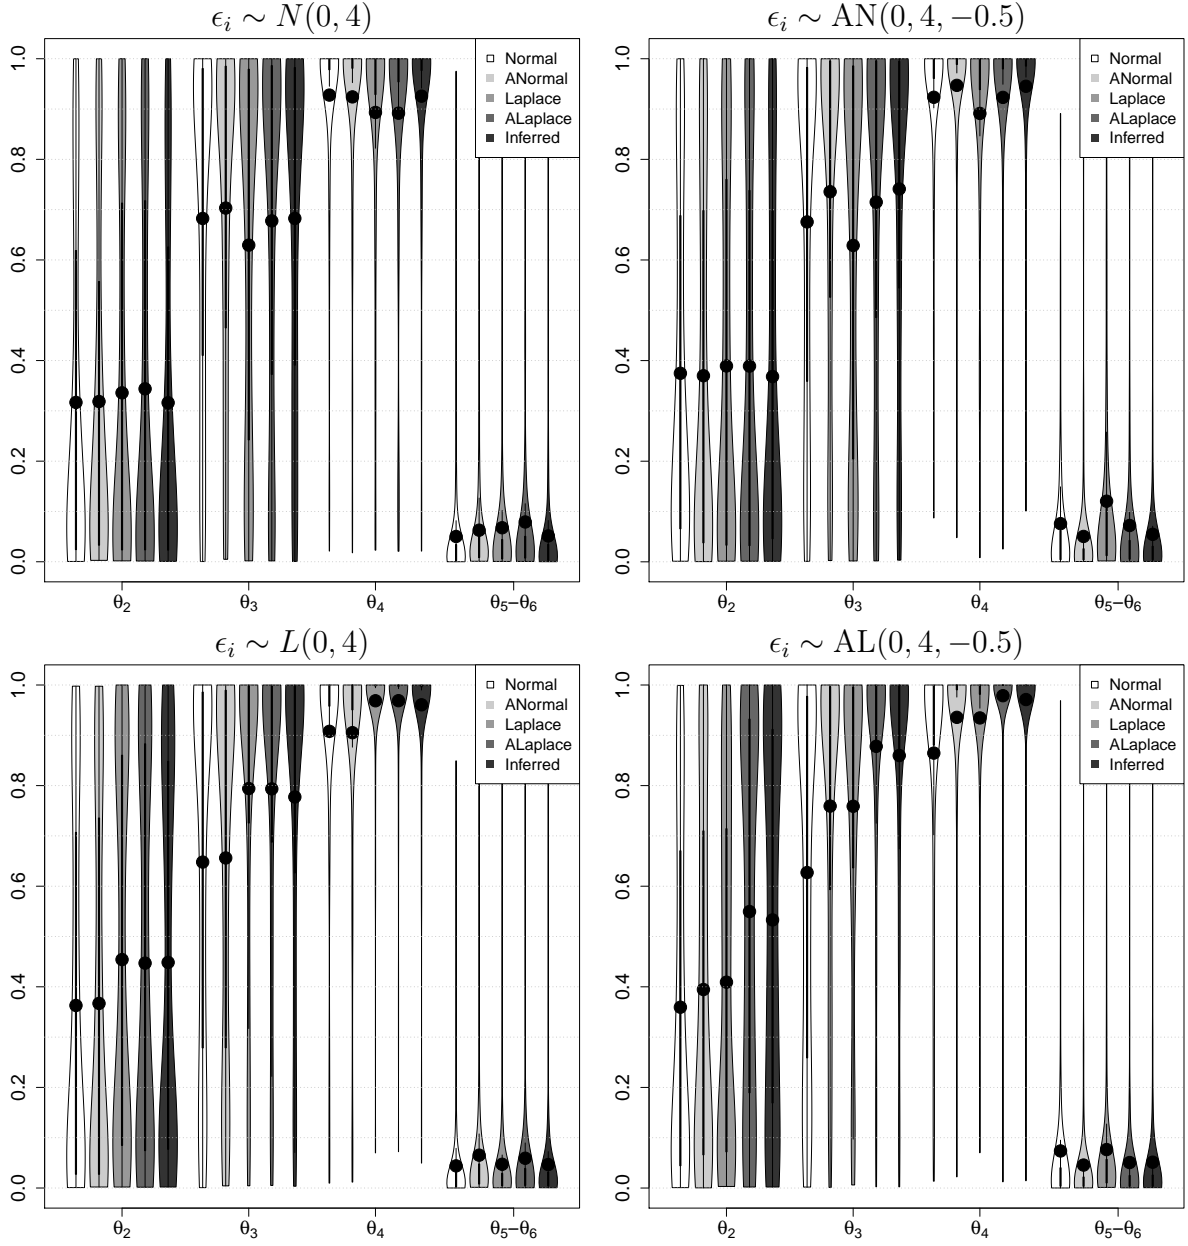 ϵᵢ ∼ N(0, 4)
1.0
0.8
0.6
0.4
0.2
0.0
Normal
ANormal
Laplace
ALaplace
Inferred
θ₂ θ₃ θ₄ θ₅−θ₆
ϵᵢ ∼ AN(0, 4, −0.5)
1.0
0.8
0.6
0.4
0.2
0.0
Normal
ANormal
Laplace
ALaplace
Inferred
θ₂ θ₃ θ₄ θ₅−θ₆
ϵᵢ ∼ L(0, 4)
1.0
0.8
0.6
0.4
0.2
0.0
Normal
ANormal
Laplace
ALaplace
Inferred
θ₂ θ₃ θ₄ θ₅−θ₆
ϵᵢ ∼ AL(0, 4, −0.5)
1.0
0.8
0.6
0.4
0.2
0.0
Normal
ANormal
Laplace
ALaplace
Inferred
θ₂ θ₃ θ₄ θ₅−θ₆